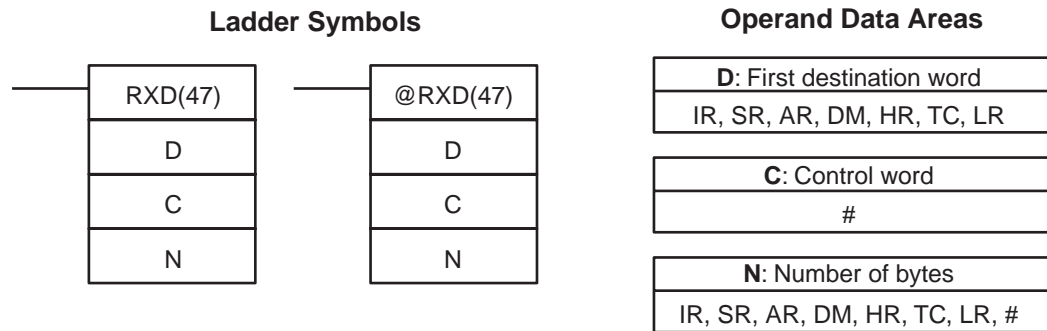 Ladder Symbols
RXD(47)
D
C
N
@RXD(47)
D
C
N
Operand Data Areas
D: First destination word
IR, SR, AR, DM, HR, TC, LR
C: Control word
#
N: Number of bytes
IR, SR, AR, DM, HR, TC, LR, #